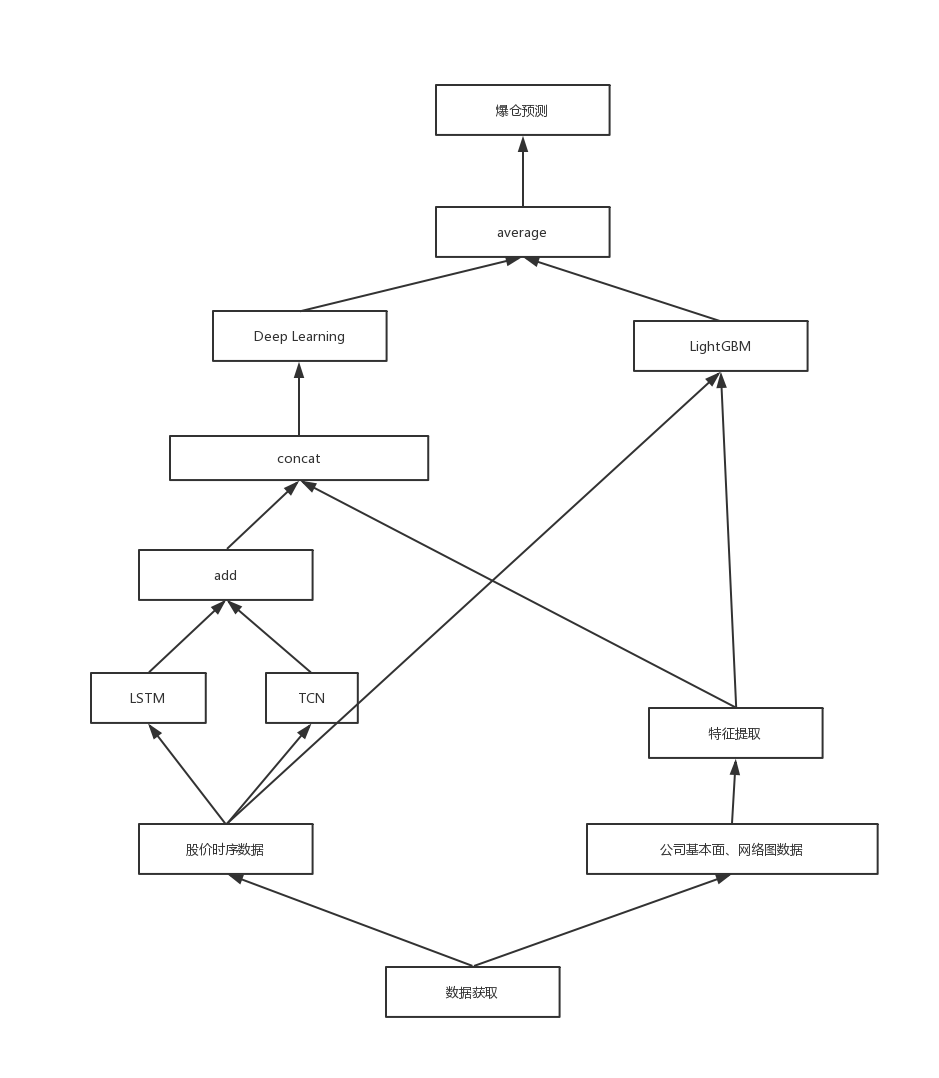 爆仓预测
average
Deep Learning
LightGBM
concat
add
LSTM
TCN
特征提取
股价时序数据
公司基本面、网络图数据
数据获取